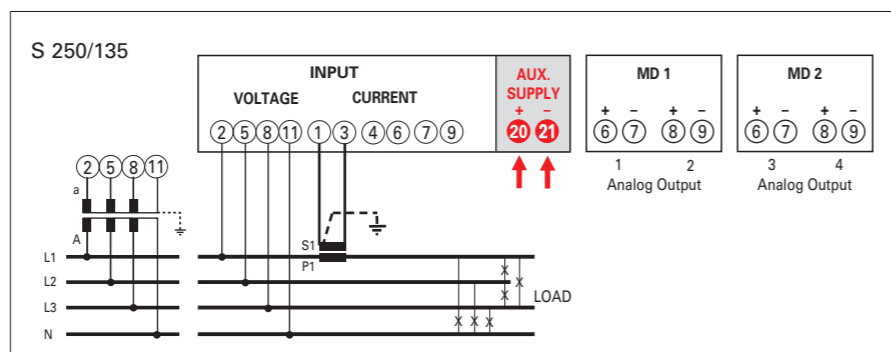 S 250/135
INPUT
VOLTAGE CURRENT
2 5 8 11 1 3 4 6 7 9
AUX.
SUPPLY
+ −
20 21
MD 1
+ − + −
6 7 8 9
1 2
Analog Output
MD 2
+ − + −
6 7 8 9
3 4
Analog Output
2 5 8 11
a
A
S1
P1
L1
L2
L3
N
X
X
X
X X X
LOAD